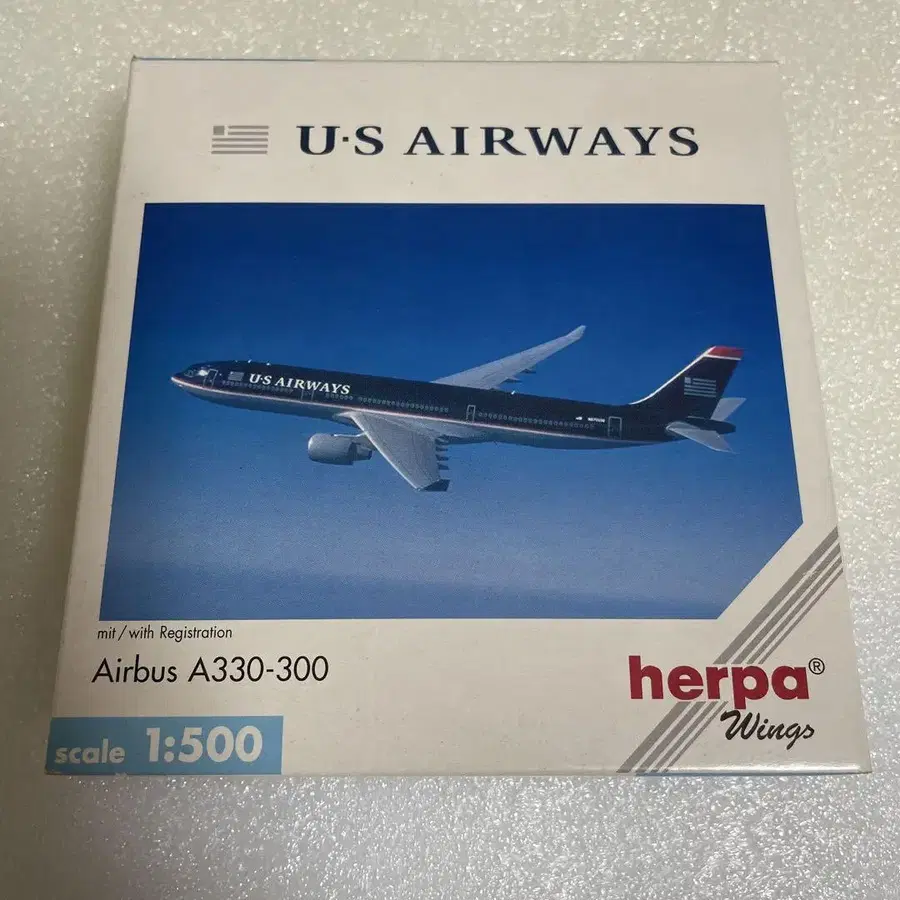 U·S AIRWAYS
U·S AIRWAYS
mit / with Registration
Airbus A330-300
herpa®
Wings
scale 1:500